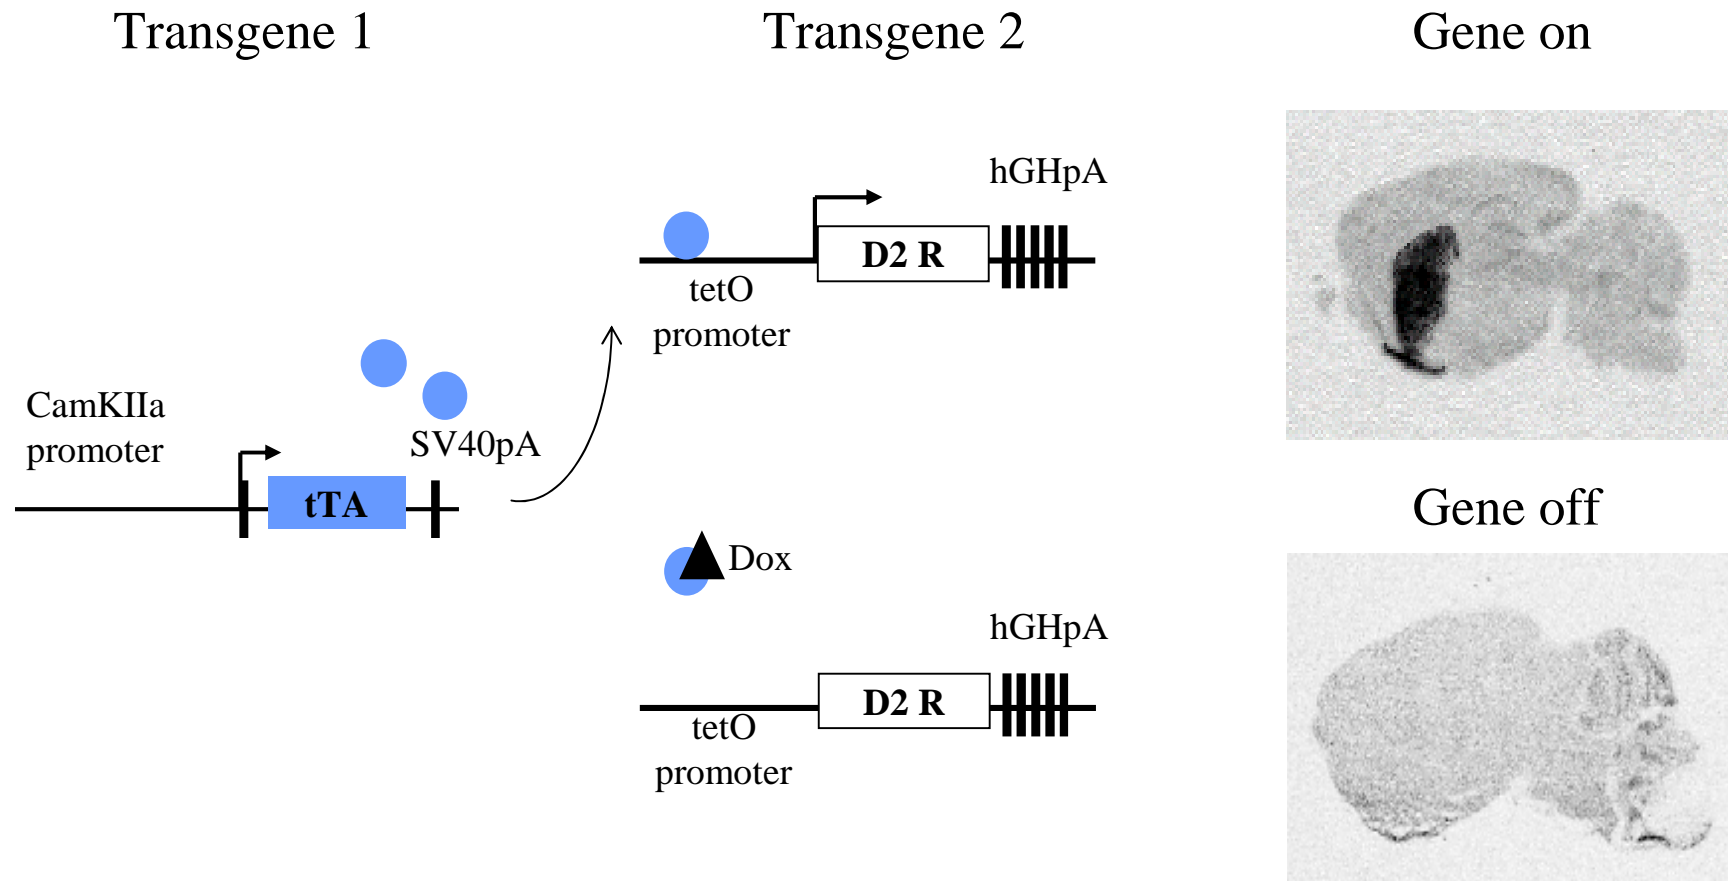 Transgene 1
Transgene 2
Gene on
hGHpA
D2 R
tetO
promoter
CamKIIa
promoter
SV40pA
tTA
Gene off
Dox
hGHpA
D2 R
tetO
promoter